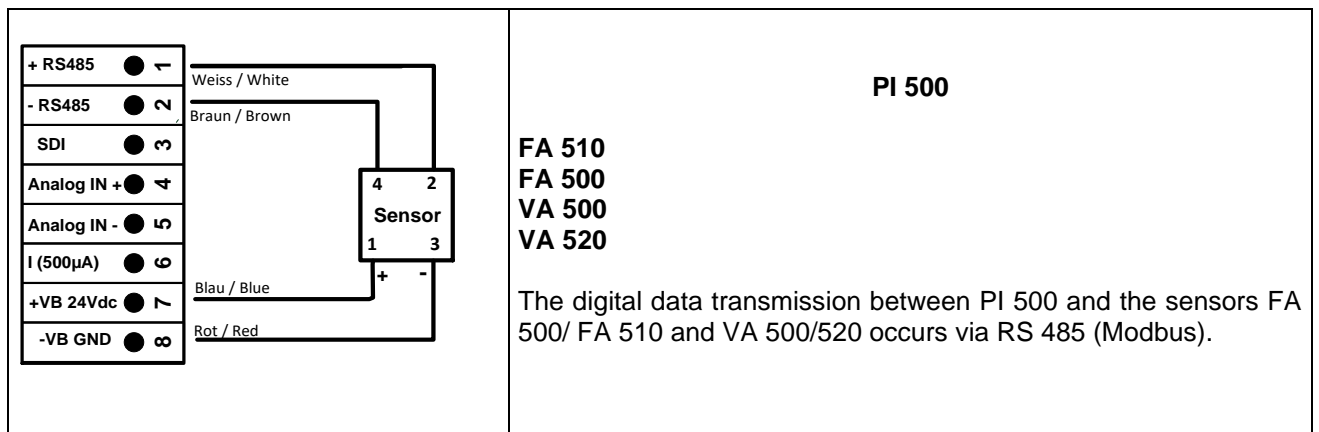 + RS485 1
- RS485 2
SDI 3
Analog IN + 4
Analog IN - 5
I (500µA) 6
+VB 24Vdc 7
-VB GND 8
Weiss / White
Braun / Brown
4 2
Sensor
1 3
+ -
Blau / Blue
Rot / Red
PI 500
FA 510
FA 500
VA 500
VA 520
The digital data transmission between PI 500 and the sensors FA
500/ FA 510 and VA 500/520 occurs via RS 485 (Modbus).